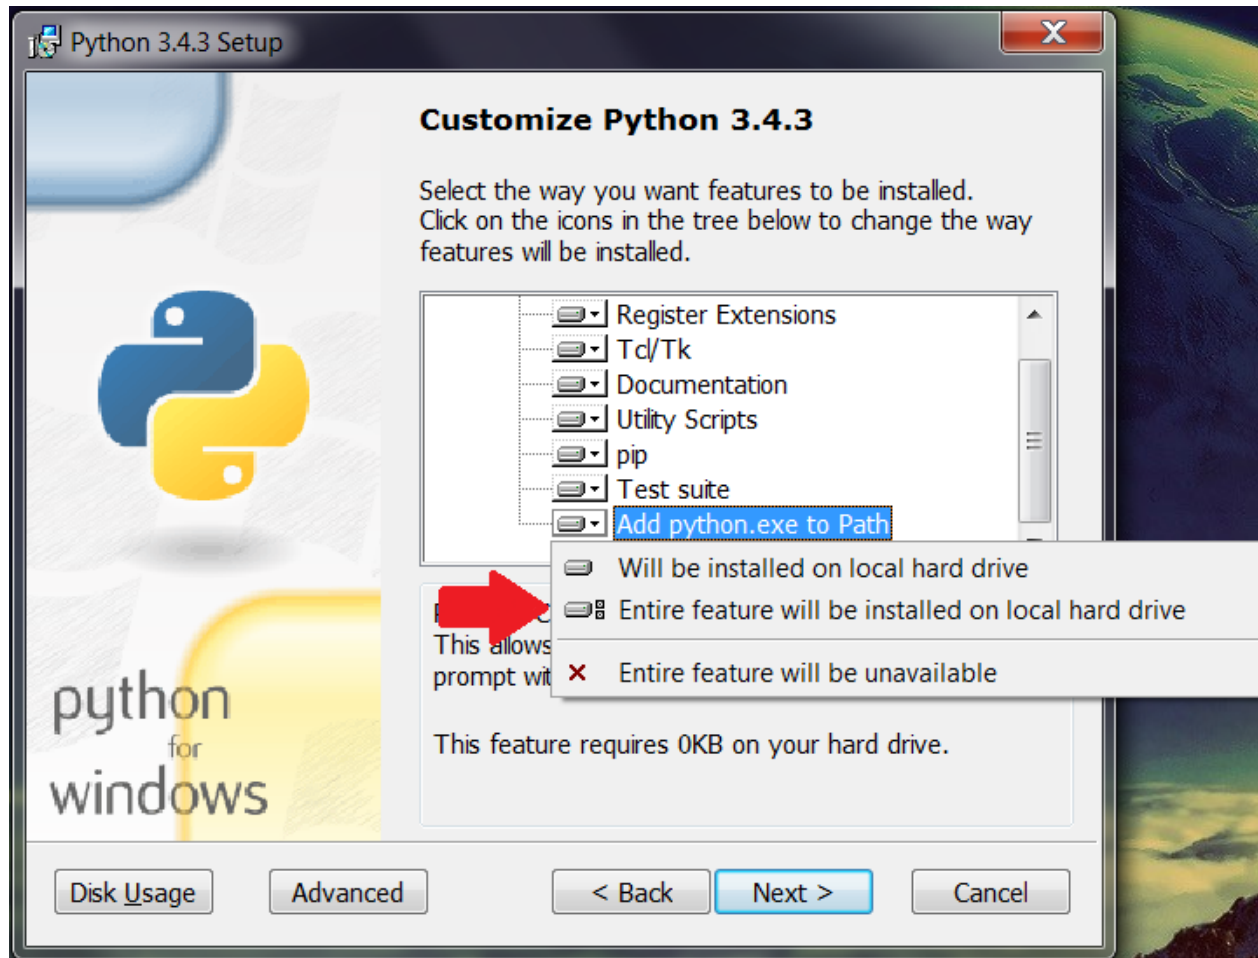 Python 3.4.3 Setup
Customize Python 3.4.3
Select the way you want features to be installed.
Click on the icons in the tree below to change the way
features will be installed.
Register Extensions
Tcl/Tk
Documentation
Utility Scripts
pip
Test suite
Add python.exe to Path
Will be installed on local hard drive
Entire feature will be installed on local hard drive
Entire feature will be unavailable
This allows
prompt
This feature requires 0KB on your hard drive.
python
for
windows
Disk Usage
Advanced
< Back
Next >
Cancel